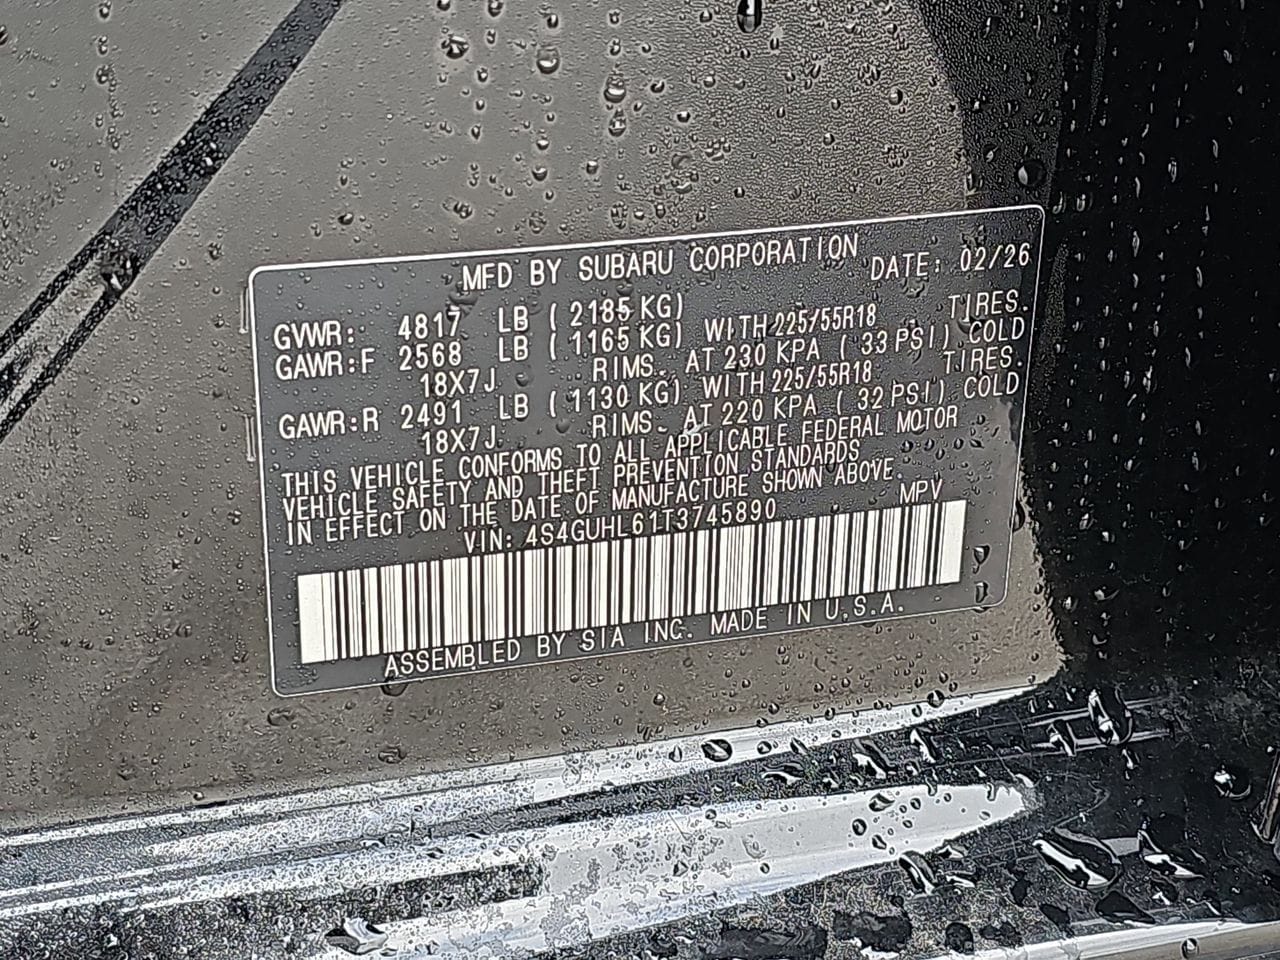 MFD BY SUBARU CORPORATION DATE: 02/26
GVWR: 4817 LB (2185 KG)
GAWR:F 2568 LB (1165 KG) WITH 225/55R18 TIRES.
18X7J RIMS. AT 230 KPA (33 PSI) COLD
GAWR:R 2491 LB (1130 KG) WITH 225/55R18 TIRES.
18X7J RIMS. AT 220 KPA (32 PSI) COLD
THIS VEHICLE CONFORMS TO ALL APPLICABLE FEDERAL MOTOR
VEHICLE SAFETY AND THEFT PREVENTION STANDARDS
IN EFFECT ON THE DATE OF MANUFACTURE SHOWN ABOVE.
VIN: 4S4GUHL61T3745890 MPV
ASSEMBLED BY SIA INC. MADE IN U.S.A.